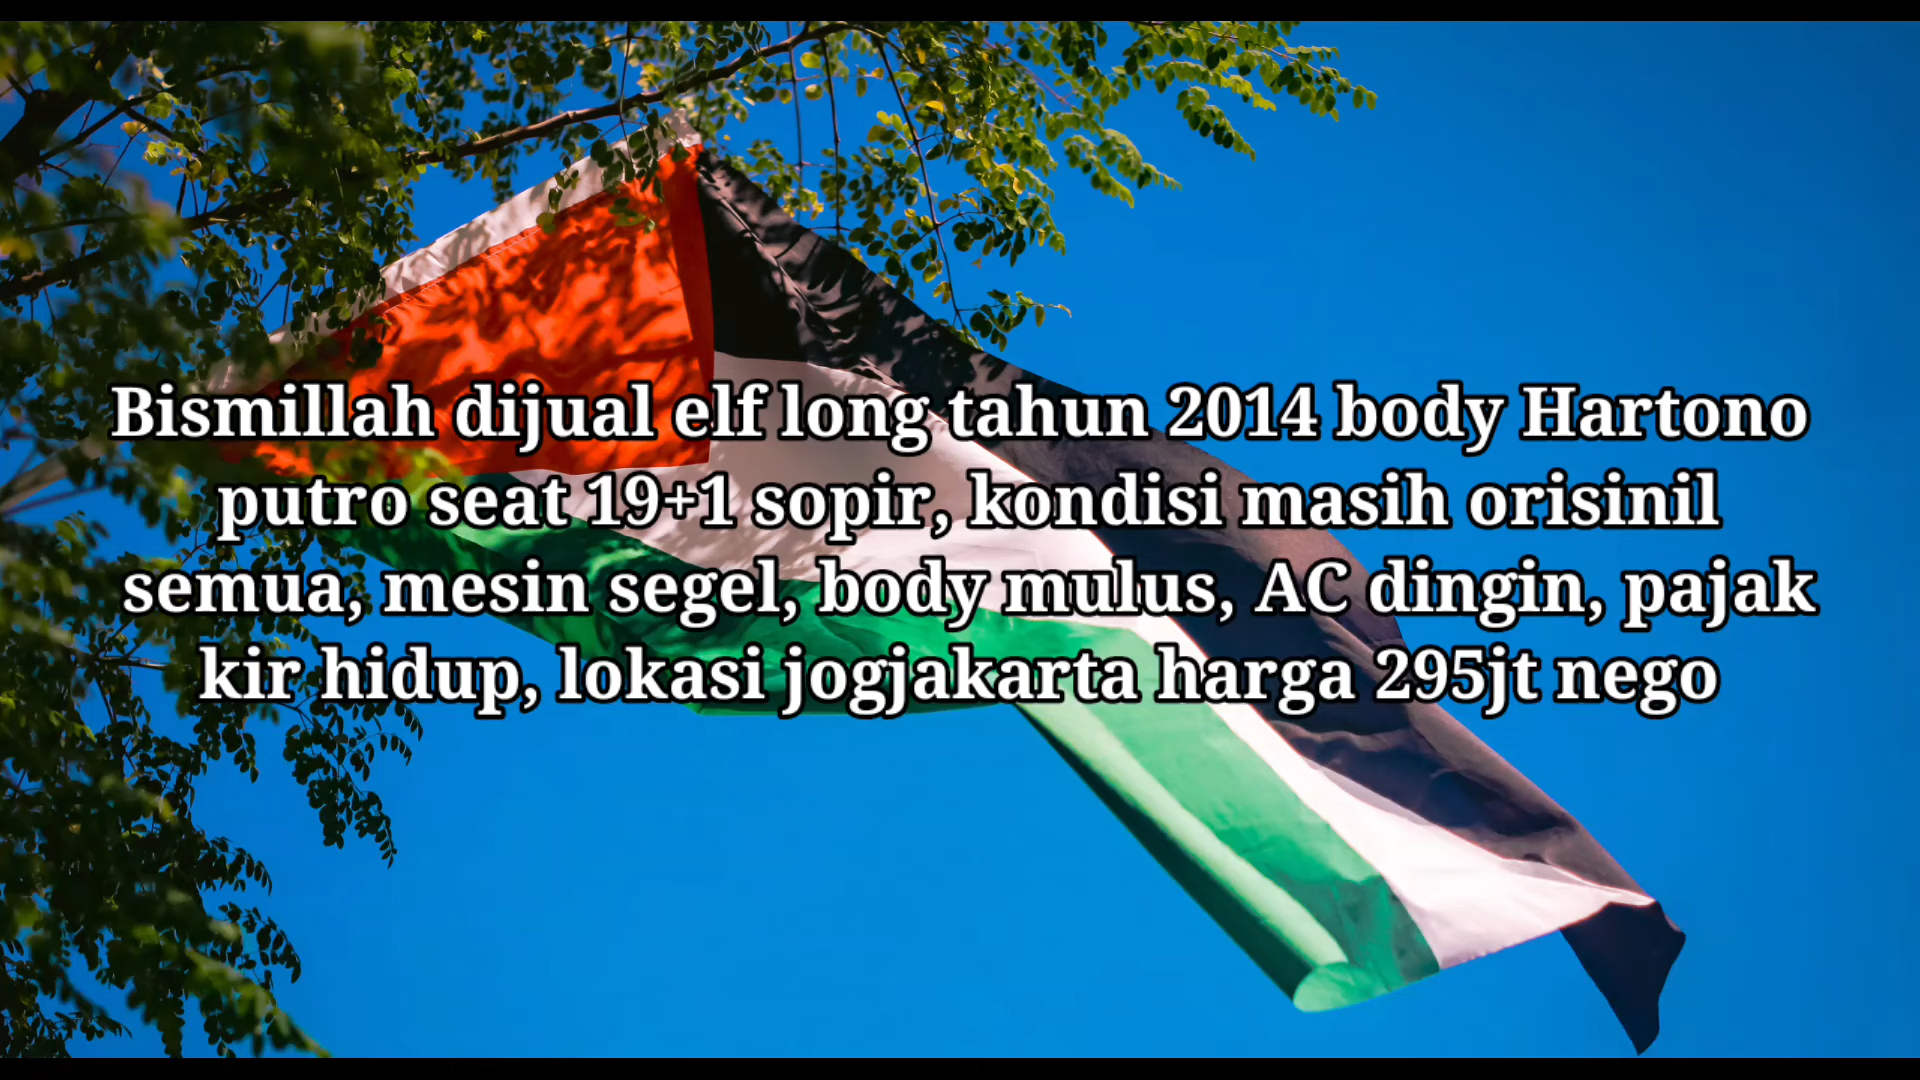 Bismillah dijual elf long tahun 2014 body Hartono
putro seat 19+1 sopir, kondisi masih orisinil
semua, mesin segel, body mulus, AC dingin, pajak
kir hidup, lokasi jogjakarta harga 295jt nego